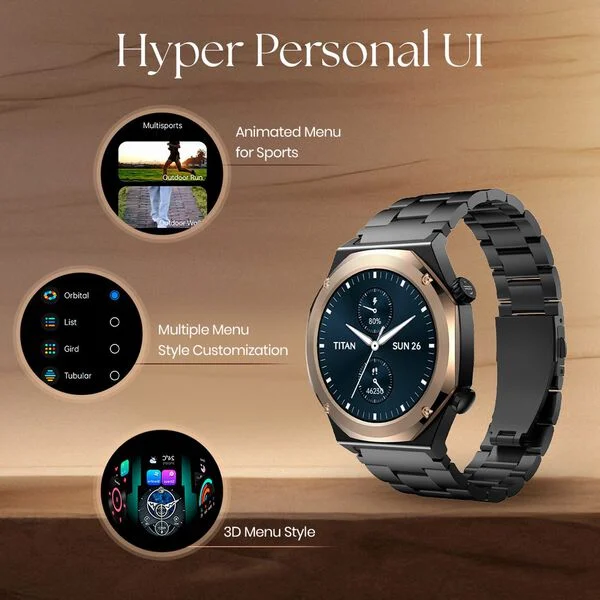 Hyper Personal UI
Multisports
Outdoor Run
Animated Menu
for Sports
Orbital
List
Gird
Tubular
Multiple Menu
Style Customization
80%
TITAN
SUN 26
46230
3D Menu Style